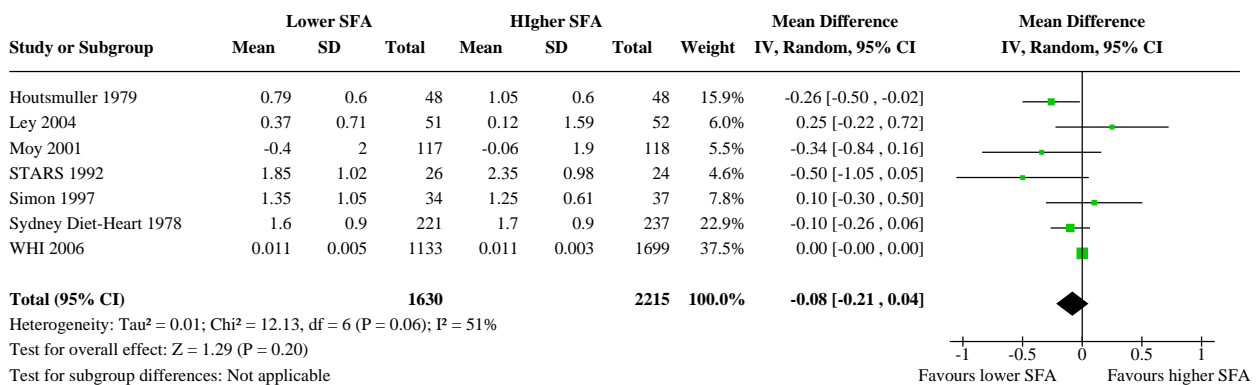 Lower SFA HIgher SFA Mean Difference Mean Difference
Study or Subgroup Mean SD Total Mean SD Total Weight IV, Random, 95% CI IV, Random, 95% CI
Houtsmuller 1979 0.79 0.6 48 1.05 0.6 48 15.9% -0.26 [-0.50 , -0.02]
Ley 2004 0.37 0.71 51 0.12 1.59 52 6.0% 0.25 [-0.22 , 0.72]
Moy 2001 -0.4 2 117 -0.06 1.9 118 5.5% -0.34 [-0.84 , 0.16]
STARS 1992 1.85 1.02 26 2.35 0.98 24 4.6% -0.50 [-1.05 , 0.05]
Simon 1997 1.35 1.05 34 1.25 0.61 37 7.8% 0.10 [-0.30 , 0.50]
Sydney Diet-Heart 1978 1.6 0.9 221 1.7 0.9 237 22.9% -0.10 [-0.26 , 0.06]
WHI 2006 0.011 0.005 1133 0.011 0.003 1699 37.5% 0.00 [-0.00 , 0.00]
Total (95% CI) 1630 2215 100.0% -0.08 [-0.21 , 0.04]
Heterogeneity: Tau² = 0.01; Chi² = 12.13, df = 6 (P = 0.06); I² = 51%
Test for overall effect: Z = 1.29 (P = 0.20)
Test for subgroup differences: Not applicable
-1 -0.5 0 0.5 1
Favours lower SFA Favours higher SFA